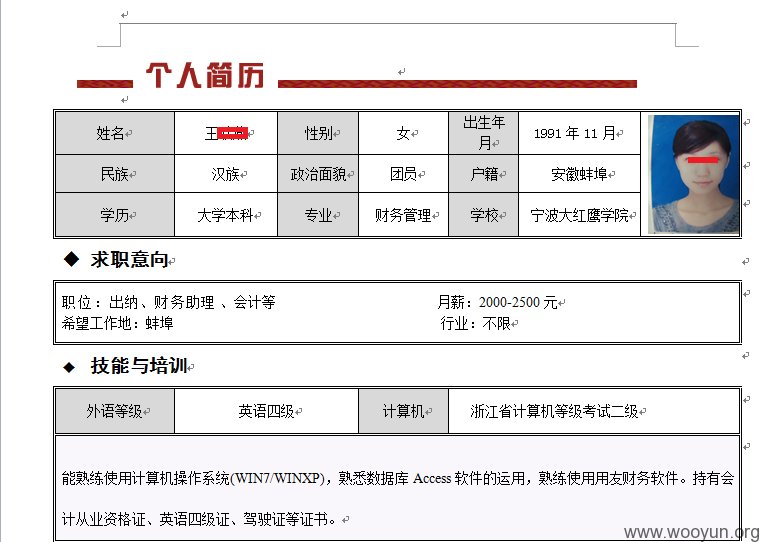 个人简历
姓名 王 性别 女 出生年月 1991 年 11 月
民族 汉族 政治面貌 团员 户籍 安徽蚌埠
学历 大学本科 专业 财务管理 学校 宁波大红鹰学院
◆ 求职意向
职位：出纳、财务助理 、会计等 月薪：2000-2500 元
希望工作地：蚌埠 行业：不限
◆ 技能与培训
外语等级 英语四级 计算机 浙江省计算机等级考试二级
能熟练使用计算机操作系统(WIN7/WINXP)，熟悉数据库 Access 软件的运用，熟练使用用友财务软件。持有会
计从业资格证、英语四级证、驾驶证等证书。
www.wooyun.org